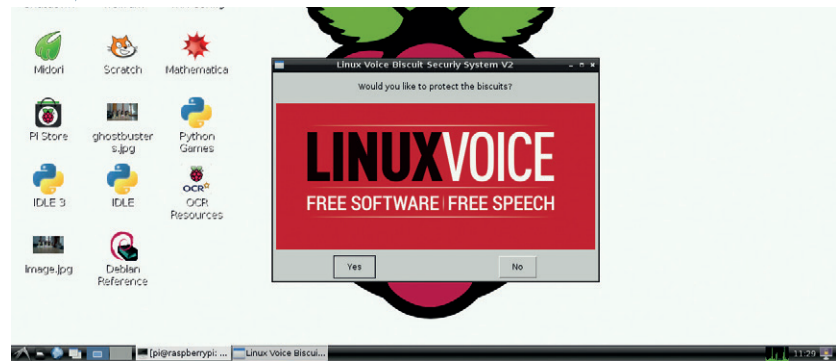 Midori
Scratch
Mathematica
Linux Voice Biscuit Securiy System V2
Would you like to protect the biscuits?
Pi Store
ghostbuster
s.jpg
Python
Games
LINUXVOICE
FREE SOFTWARE | FREE SPEECH
IDLE 3
IDLE
OCR
OCR
Resources
Image.jpg
Debian
Reference
Yes
No
[pi@raspberrypi: ...
Linux Voice Biscui...
11:29